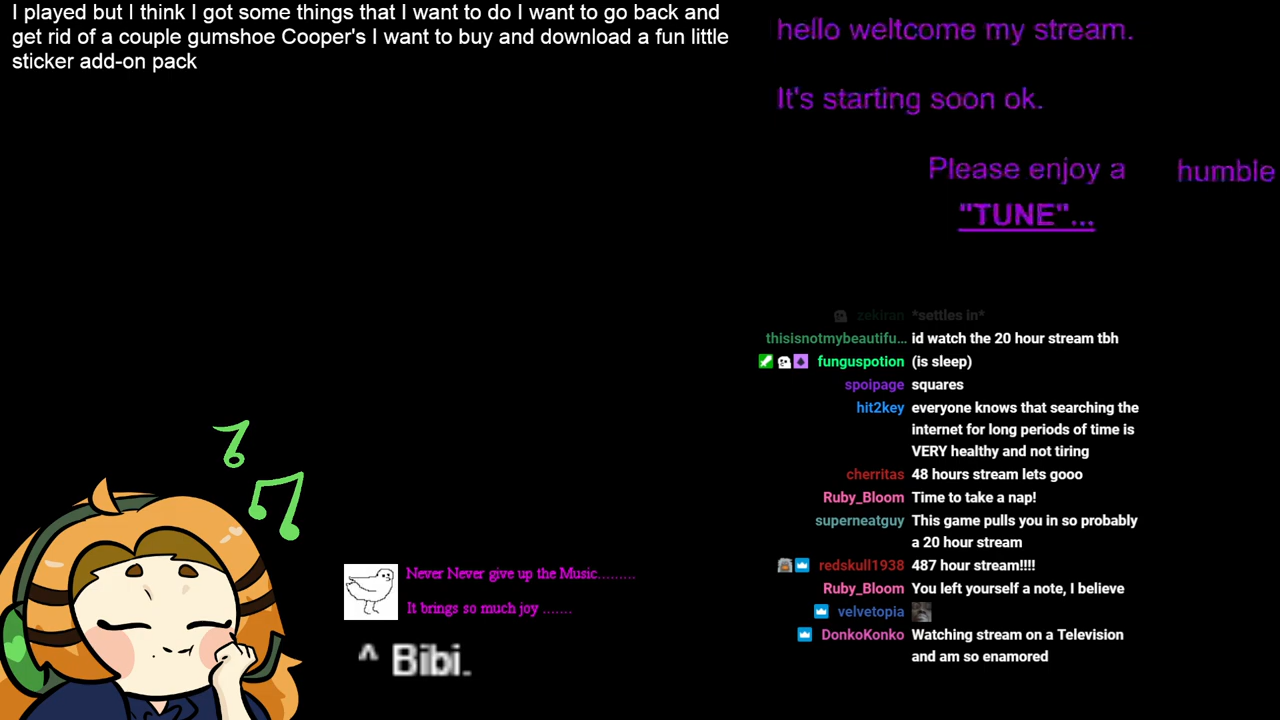 I played but I think I got some things that I want to do I want to go back and
get rid of a couple gumshoe Cooper's I want to buy and download a fun little
sticker add-on pack
hello weltcome my stream.
It's starting soon ok.
Please enjoy a humble
"TUNE"...
zekiran *settles in*
thisisnotmybeautifu... id watch the 20 hour stream tbh
funguspotion (is sleep)
spoipage squares
hit2key everyone knows that searching the
internet for long periods of time is
VERY healthy and not tiring
cherritas 48 hours stream lets gooo
Ruby_Bloom Time to take a nap!
superneatguy This game pulls you in so probably
a 20 hour stream
redskull1938 487 hour stream!!!!
Ruby_Bloom You left yourself a note, I believe
velvetopia
DonkoKonko Watching stream on a Television
and am so enamored
Never Never give up the Music.........
It brings so much joy .......
^ Bibi.